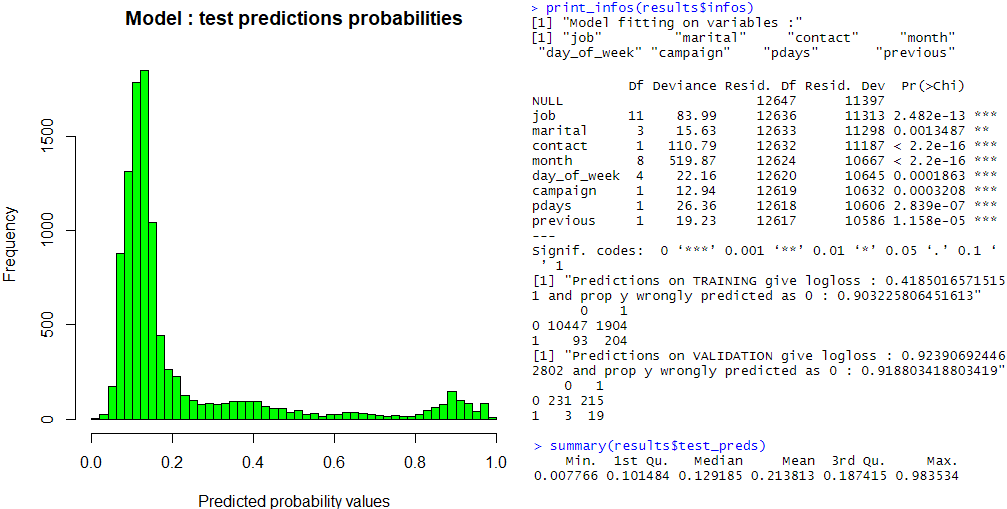 Model : test predictions probabilities
Frequency
0
500
1000
1500
0.0 0.2 0.4 0.6 0.8 1.0
Predicted probability values
> print_infos(results$infos)
[1] "Model fitting on variables :"
[1] "job" "marital" "contact" "month"
"day_of_week" "campaign" "pdays" "previous"
Df Deviance Resid. Df Resid. Dev Pr(>Chi)
NULL 12647 11397
job 11 83.99 12636 11313 2.482e-13 ***
marital 3 15.63 12633 11298 0.0013487 **
contact 1 110.79 12632 11187 < 2.2e-16 ***
month 8 519.87 12624 10667 < 2.2e-16 ***
day_of_week 4 22.16 12620 10645 0.0001863 ***
campaign 1 12.94 12619 10632 0.0003208 ***
pdays 1 26.36 12618 10606 2.839e-07 ***
previous 1 19.23 12617 10586 1.158e-05 ***
---
Signif. codes: 0 ‘***’ 0.001 ‘**’ 0.01 ‘*’ 0.05 ‘.’ 0.1 ‘
’ 1
[1] "Predictions on TRAINING give logloss : 0.4185016571515
1 and prop y wrongly predicted as 0 : 0.903225806451613"
0 1
0 10447 1904
1 93 204
[1] "Predictions on VALIDATION give logloss : 0.92390692446
2802 and prop y wrongly predicted as 0 : 0.918803418803419"
0 1
0 231 215
1 3 19
> summary(results$test_preds)
Min. 1st Qu. Median Mean 3rd Qu. Max.
0.007766 0.101484 0.129185 0.213813 0.187415 0.983534